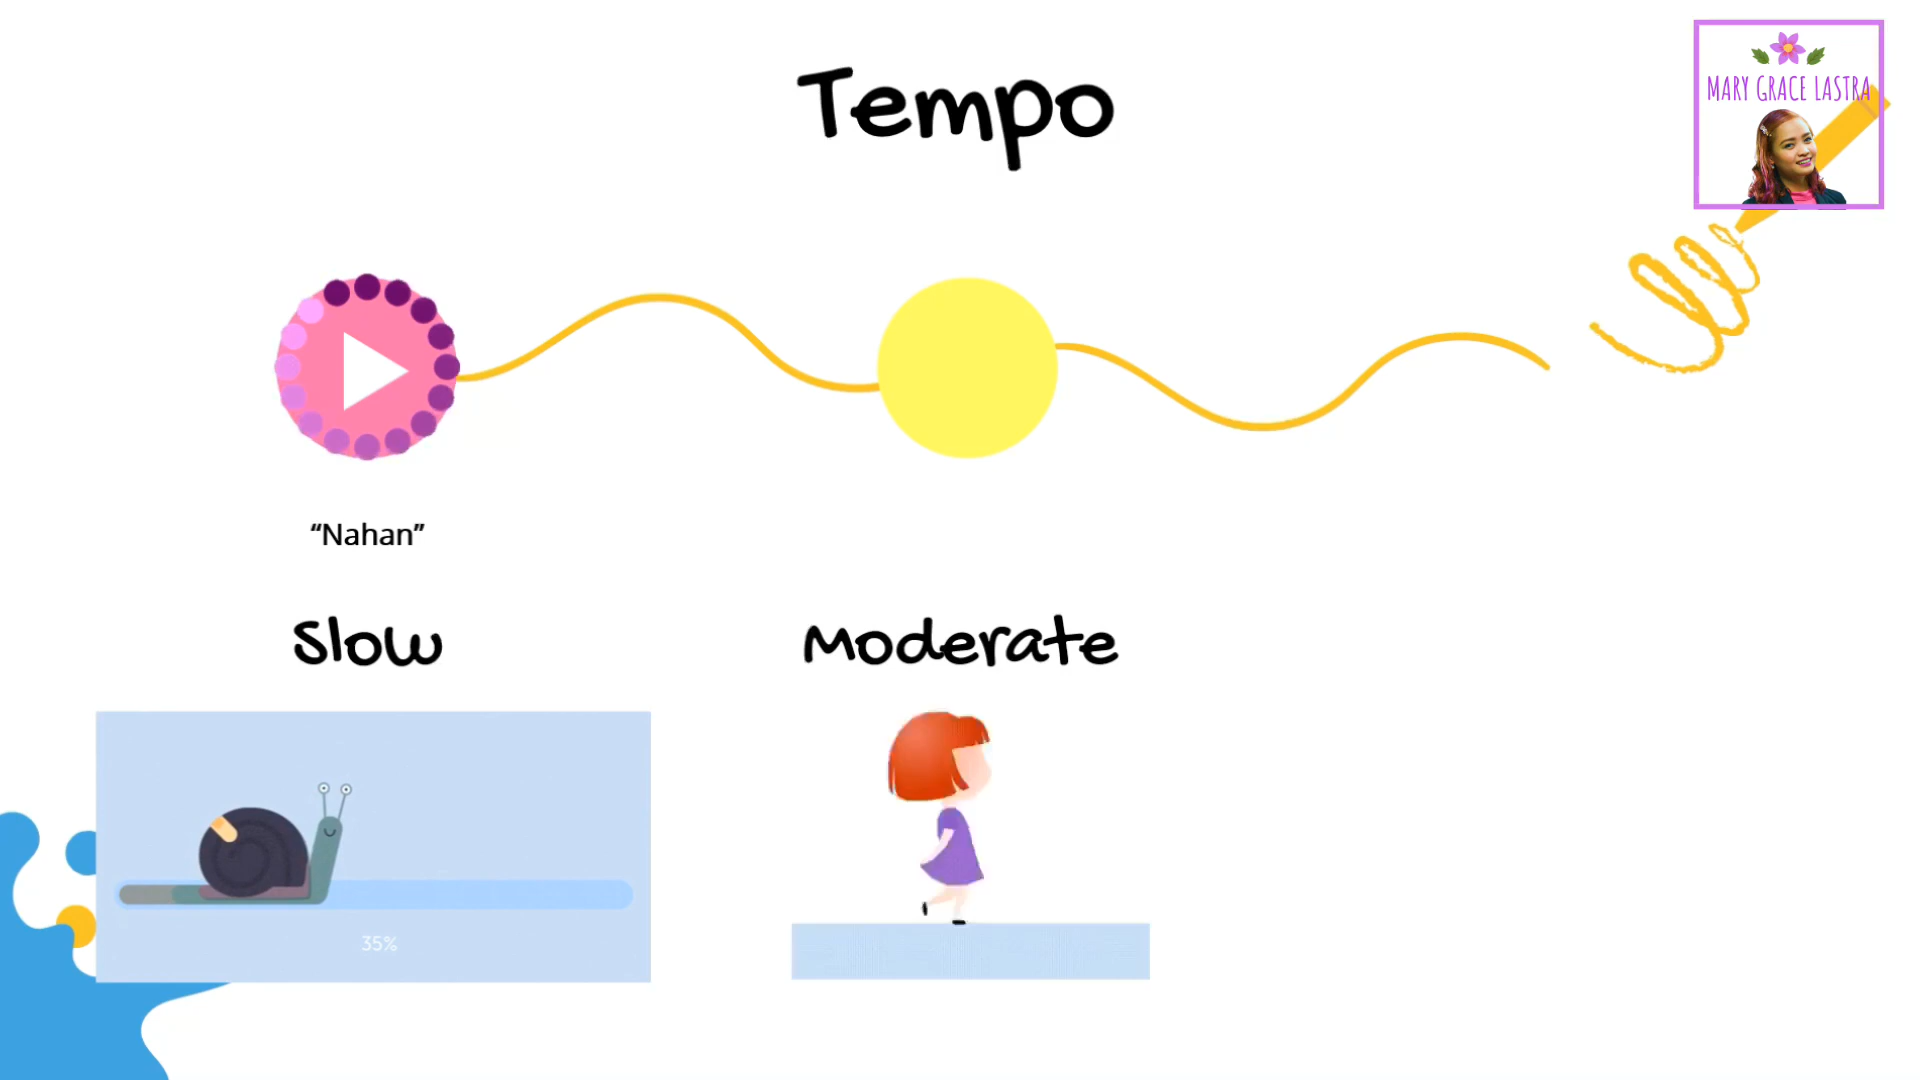 Tempo
MARY GRACE LASTRA
“Nahan”
Slow
Moderate
35%